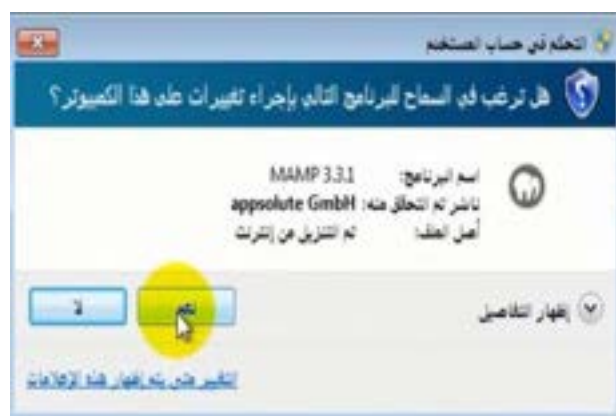 التحكم في حساب المستخدم
هل ترغب في السماح للبرنامج التالي بإجراء تغييرات على هذا الكمبيوتر؟
اسم البرنامج: MAMP 3.3.1
ناشر تم التحقق منه: appsolute GmbH
أصل الملف: تم التنزيل من إنترنت
إظهار التفاصيل
نعم
لا
التغيير متى يتم إظهار هذه الإعلامات